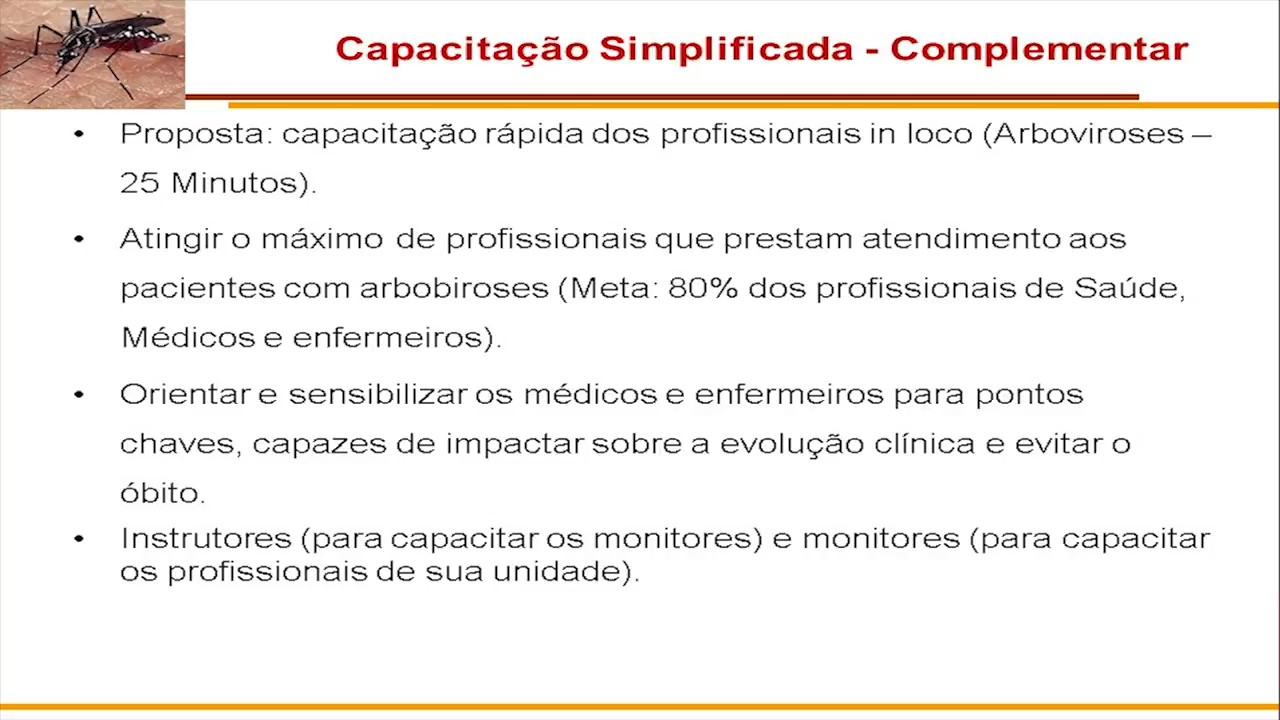 Capacitação Simplificada - Complementar
• Proposta: capacitação rápida dos profissionais in loco (Arboviroses –
25 Minutos).
• Atingir o máximo de profissionais que prestam atendimento aos
pacientes com arbobiroses (Meta: 80% dos profissionais de Saúde,
Médicos e enfermeiros).
• Orientar e sensibilizar os médicos e enfermeiros para pontos
chaves, capazes de impactar sobre a evolução clínica e evitar o
óbito.
• Instrutores (para capacitar os monitores) e monitores (para capacitar
os profissionais de sua unidade).